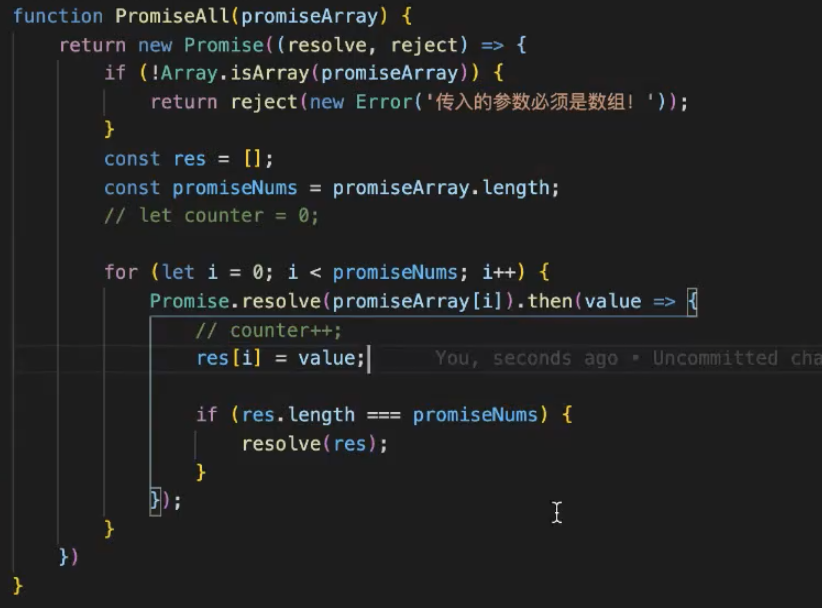 function PromiseAll(promiseArray) {
return new Promise((resolve, reject) => {
if (!Array.isArray(promiseArray)) {
return reject(new Error('传入的参数必须是数组！'));
}
const res = [];
const promiseNums = promiseArray.length;
// let counter = 0;
for (let i = 0; i < promiseNums; i++) {
Promise.resolve(promiseArray[i]).then(value => {
// counter++;
res[i] = value; You, seconds ago • Uncommitted cha
if (res.length === promiseNums) {
resolve(res);
}
});
}
})
}